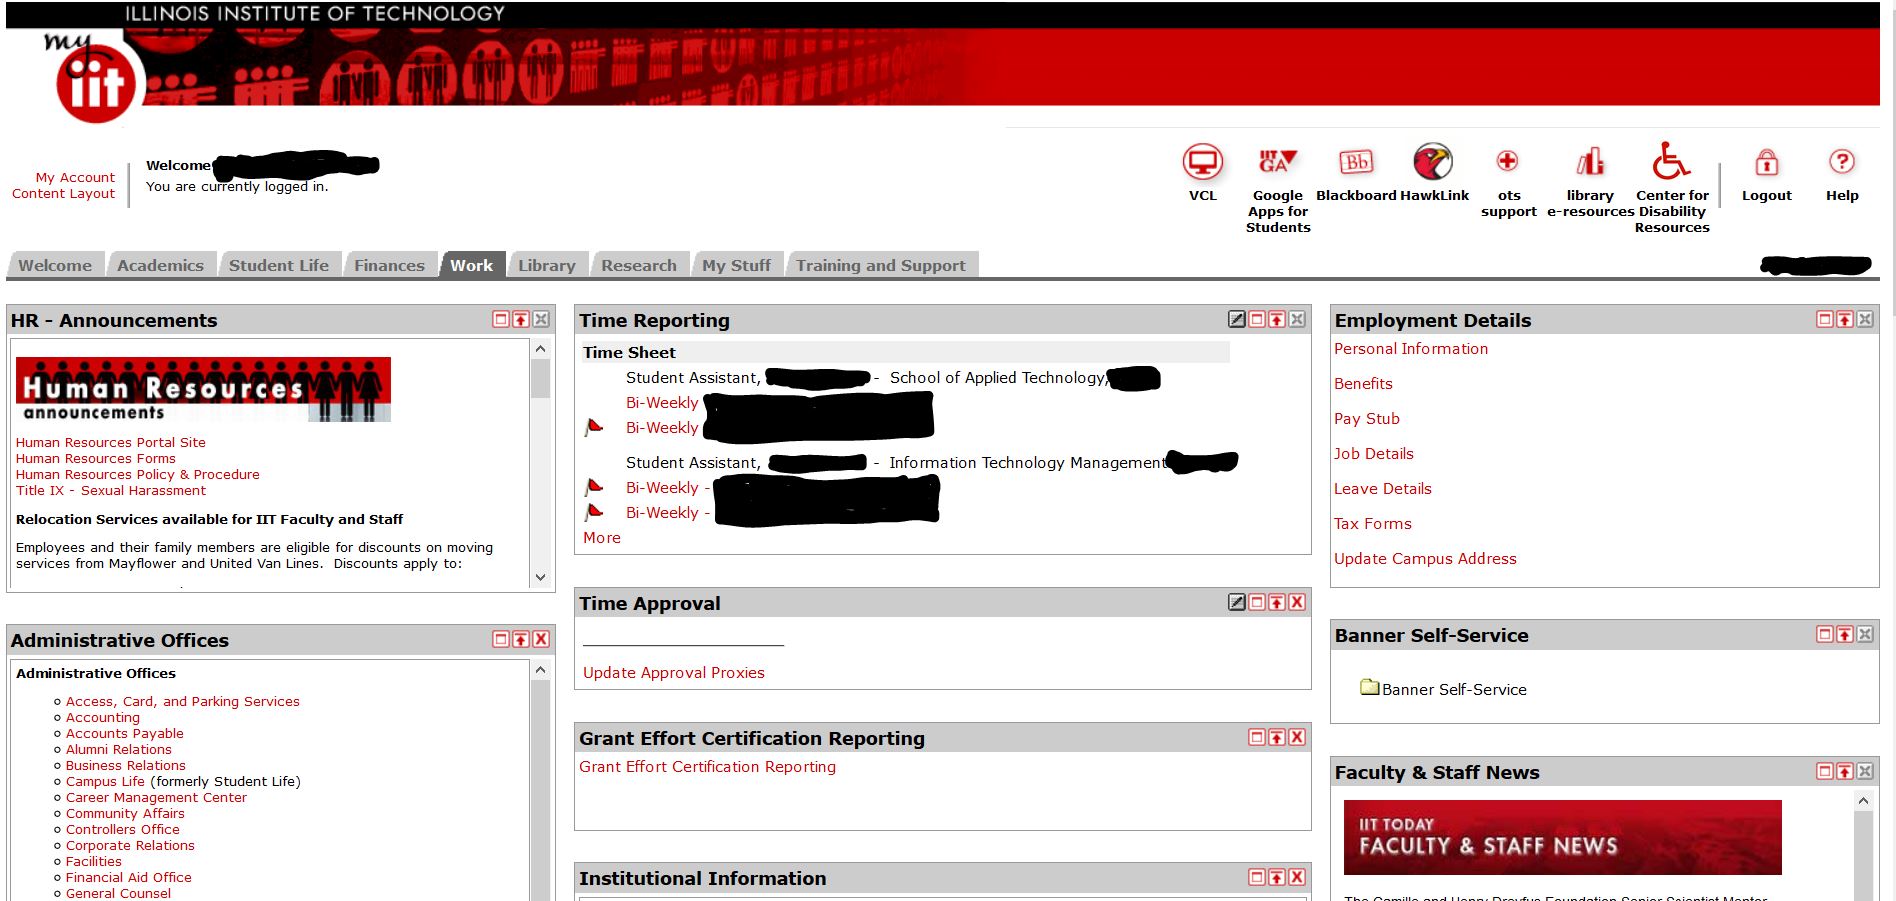 ILLINOIS INSTITUTE OF TECHNOLOGY
my
iit
My Account
Content Layout
Welcome
You are currently logged in.
VCL
IIT GA
Google Apps for Students
Bb
Blackboard
HawkLink
ots support
library e-resources
Center for Disability Resources
Logout
?
Help
Welcome
Academics
Student Life
Finances
Work
Library
Research
My Stuff
Training and Support
HR - Announcements
Human Resources
announcements
Human Resources Portal Site
Human Resources Forms
Human Resources Policy & Procedure
Title IX - Sexual Harassment
Relocation Services available for IIT Faculty and Staff
Employees and their family members are eligible for discounts on moving
services from Mayflower and United Van Lines.  Discounts apply to:
Administrative Offices
Administrative Offices
Access, Card, and Parking Services
Accounting
Accounts Payable
Alumni Relations
Business Relations
Campus Life (formerly Student Life)
Career Management Center
Community Affairs
Controllers Office
Corporate Relations
Facilities
Financial Aid Office
General Counsel
Time Reporting
Time Sheet
Student Assistant, - School of Applied Technology,
Bi-Weekly
Bi-Weekly
Student Assistant, - Information Technology Management
Bi-Weekly -
Bi-Weekly -
More
Time Approval
Update Approval Proxies
Grant Effort Certification Reporting
Grant Effort Certification Reporting
Institutional Information
Employment Details
Personal Information
Benefits
Pay Stub
Job Details
Leave Details
Tax Forms
Update Campus Address
Banner Self-Service
Banner Self-Service
Faculty & Staff News
IIT TODAY
FACULTY & STAFF NEWS
The Camille and Henry Dreyfus Foundation Senior Scientist Mentor